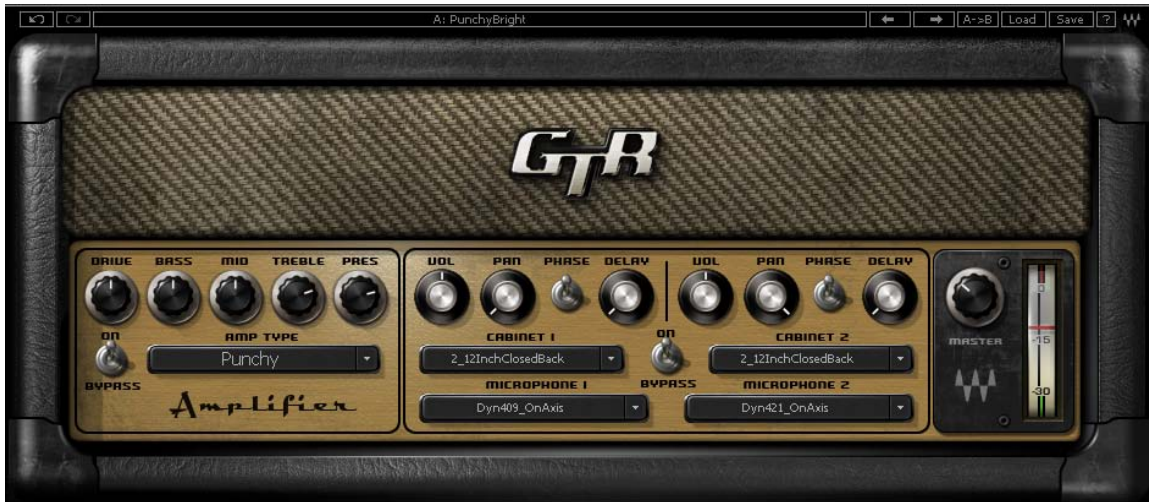 A: PunchyBright A->B Load Save ?
GTR
DRIVE BASS MID TREBLE PRES VOL PAN PHASE DELAY VOL PAN PHASE DELAY
ON AMP TYPE CABINET 1 ON CABINET 2
Punchy 2_12InchClosedBack 2_12InchClosedBack
BYPASS MICROPHONE 1 BYPASS MICROPHONE 2
Amplifier Dyn409_OnAxis Dyn421_OnAxis
MASTER
0
-15
-30